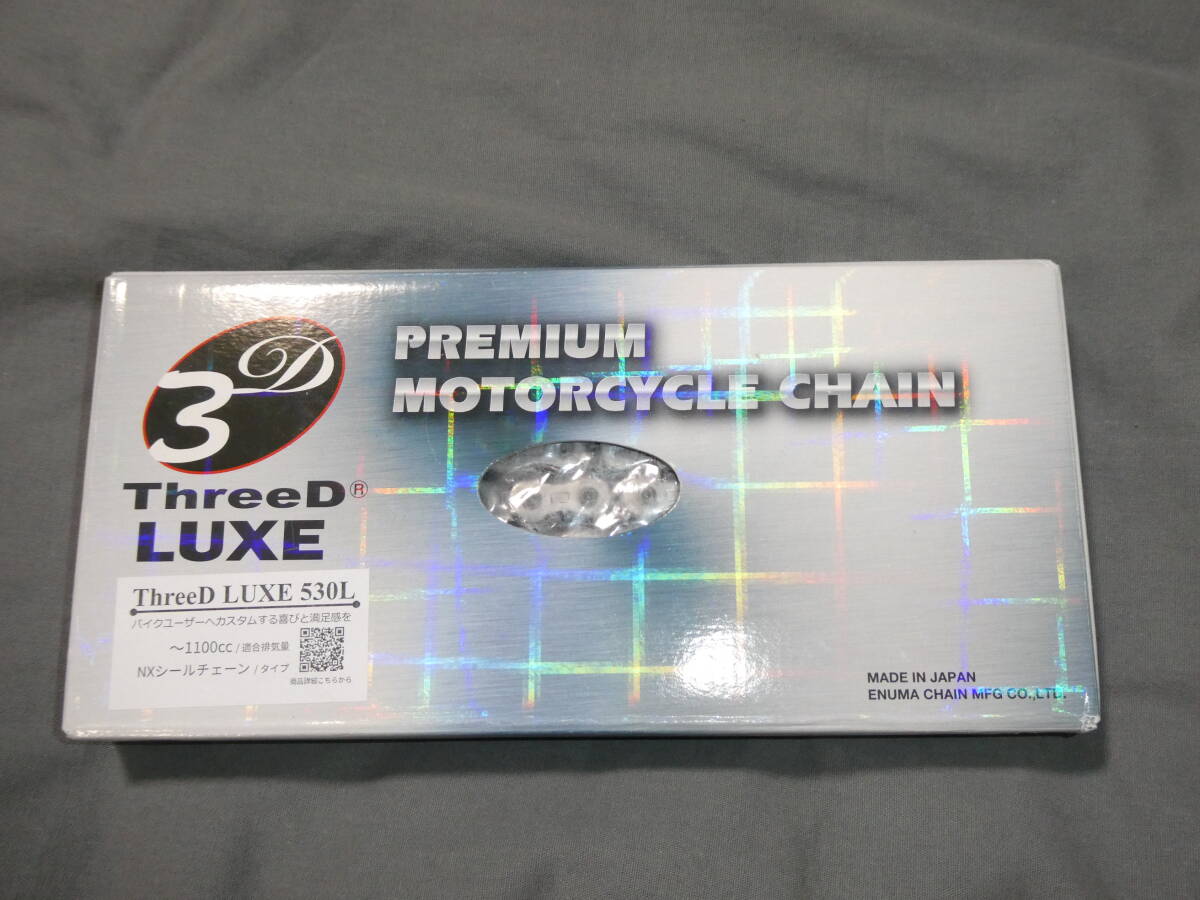 3D
ThreeD®
LUXE
PREMIUM
MOTORCYCLE CHAIN
ThreeD LUXE 530L
バイクユーザーへカスタムする喜びと満足感を
～1100cc /適合排気量
NXシールチェーン /タイプ
商品詳細こちらから
MADE IN JAPAN
ENUMA CHAIN MFG CO.,LTD.